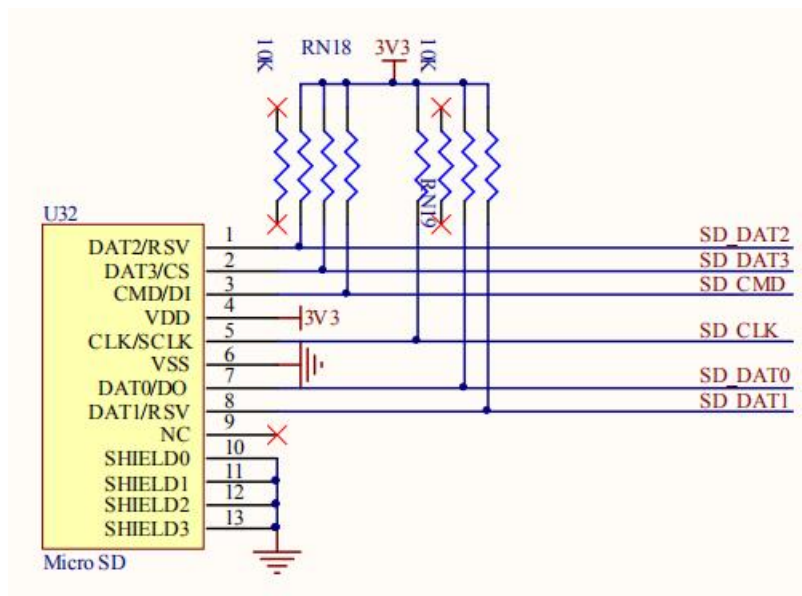 10K RN18 3V3 10K
RN19
U32
DAT2/RSV 1 SD_DAT2
DAT3/CS 2 SD_DAT3
CMD/DI 3 SD_CMD
VDD 4 3V3
CLK/SCLK 5 SD_CLK
VSS 6
DAT0/DO 7 SD_DAT0
DAT1/RSV 8 SD_DAT1
NC 9
SHIELD0 10
SHIELD1 11
SHIELD2 12
SHIELD3 13
Micro SD